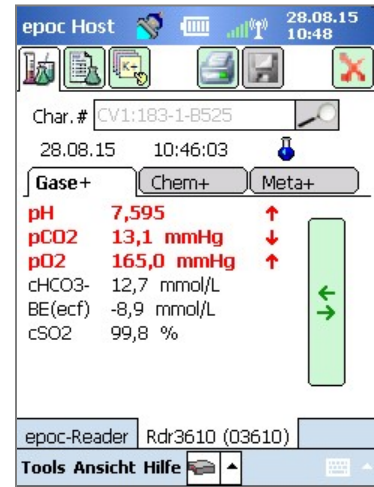 epoc Host 28.08.15
10:48
Char. # CV1:183-1-B525
28.08.15 10:46:03
Gase+ Chem+ Meta+
pH 7,595 ↑
pCO2 13,1 mmHg ↓
pO2 165,0 mmHg ↑
cHCO3- 12,7 mmol/L
BE(ecf) -8,9 mmol/L
cSO2 99,8 %
epoc-Reader Rdr3610 (03610)
Tools Ansicht Hilfe